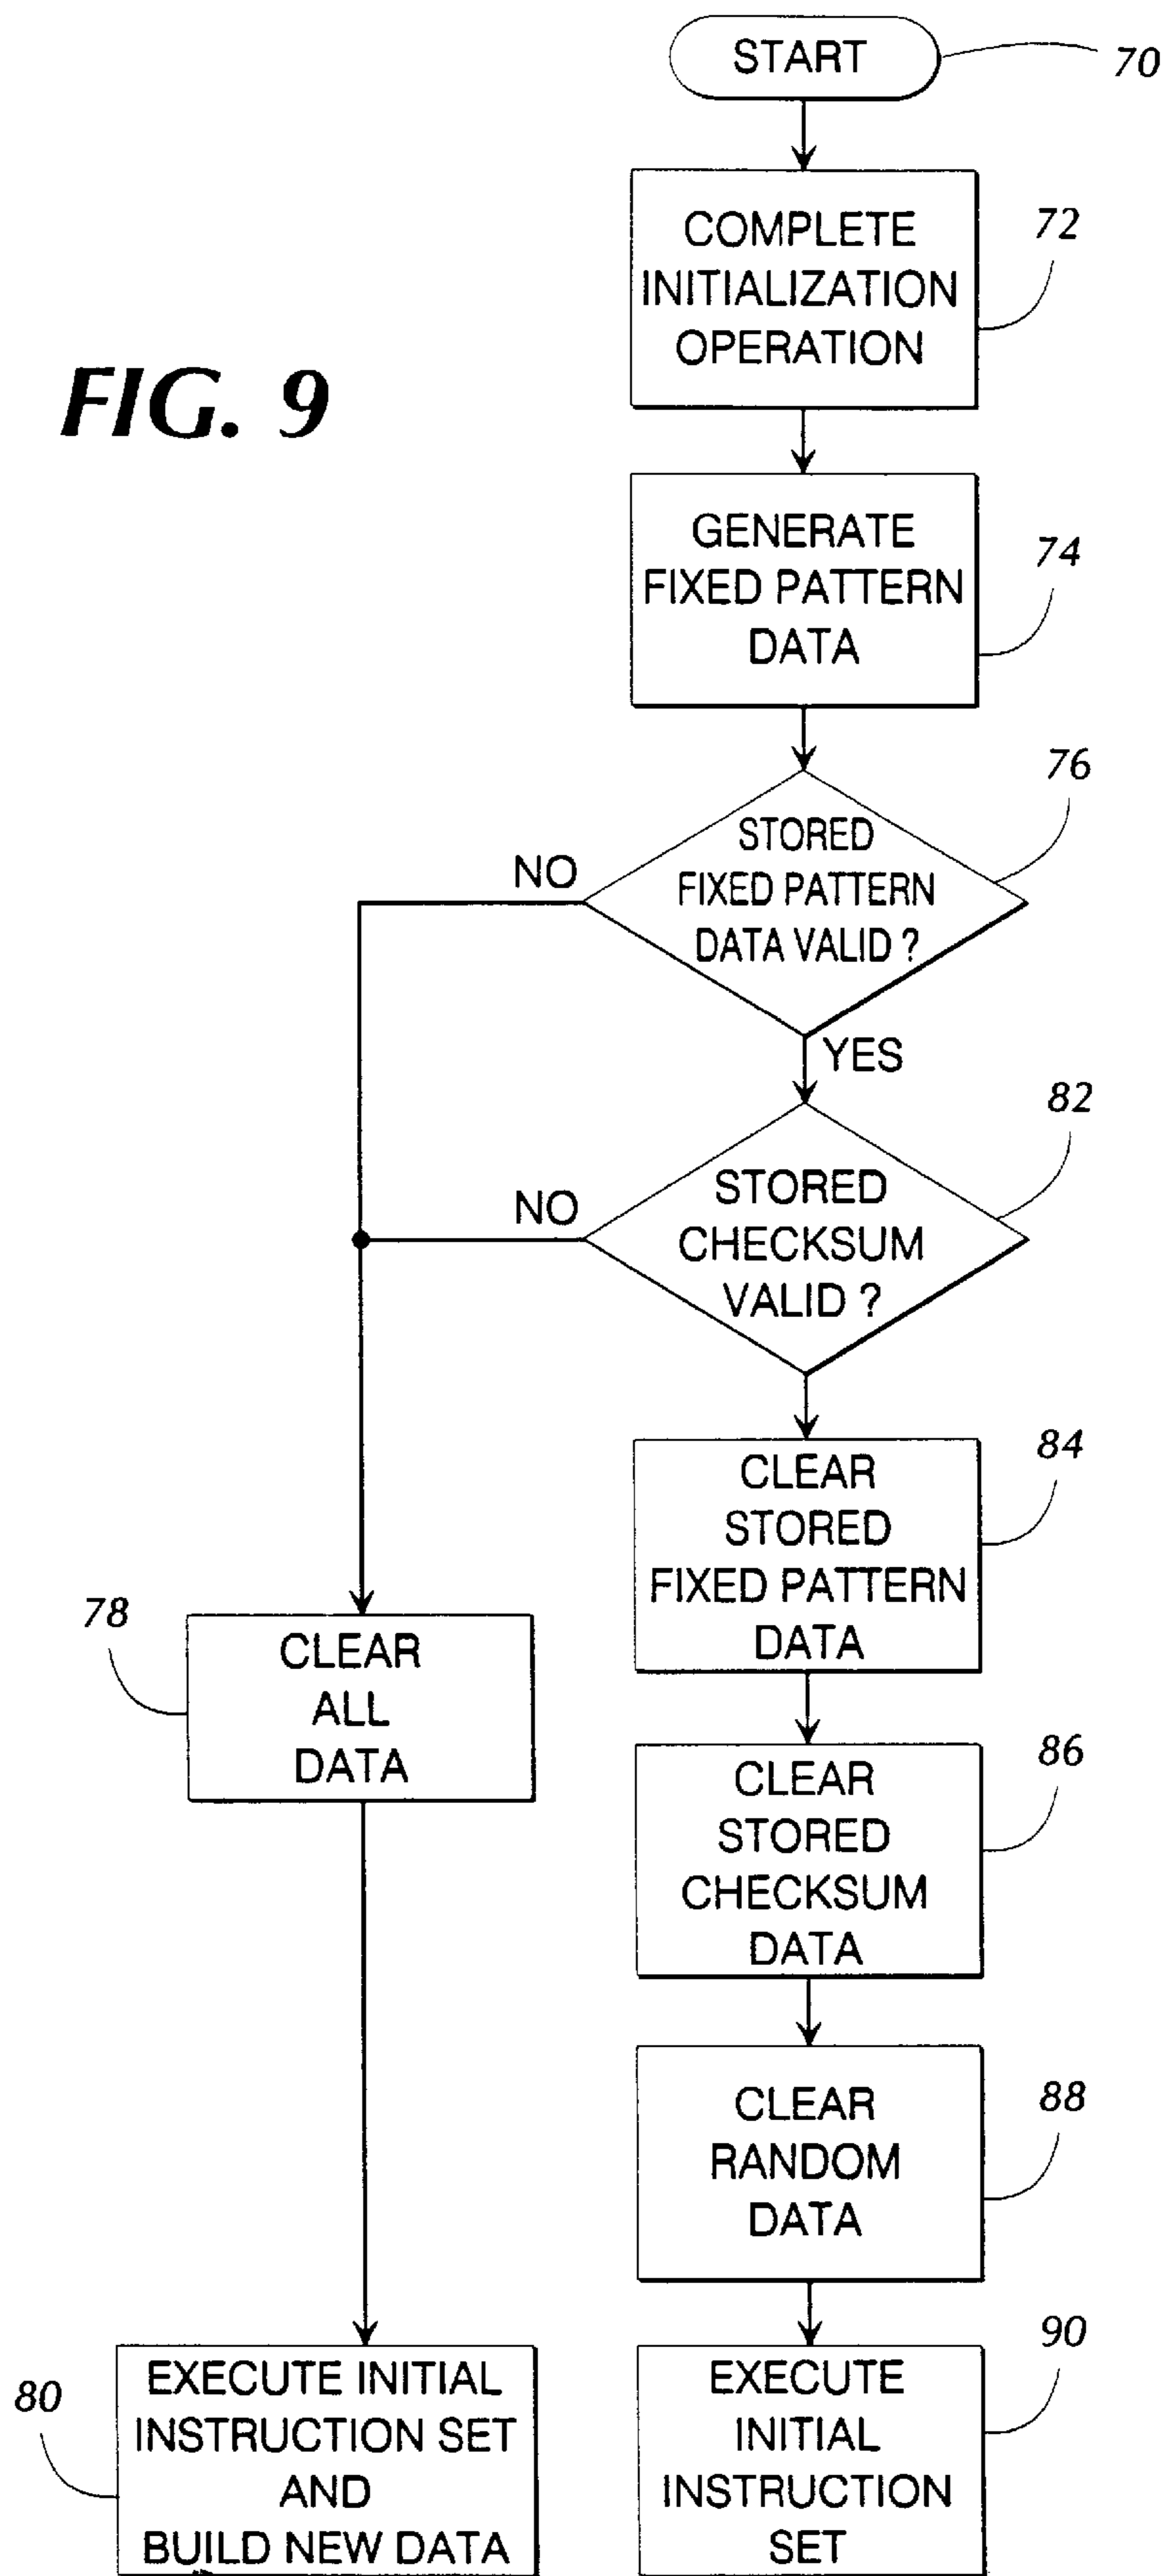 START
70
COMPLETE
INITIALIZATION
OPERATION
72
FIG. 9
GENERATE
FIXED PATTERN
DATA
74
STORED
FIXED PATTERN
DATA VALID ?
76
NO
YES
STORED
CHECKSUM
VALID ?
82
NO
CLEAR
STORED
FIXED PATTERN
DATA
84
78
CLEAR
ALL
DATA
CLEAR
STORED
CHECKSUM
DATA
86
CLEAR
RANDOM
DATA
88
80
EXECUTE INITIAL
INSTRUCTION SET
AND
BUILD NEW DATA
EXECUTE
INITIAL
INSTRUCTION
SET
90